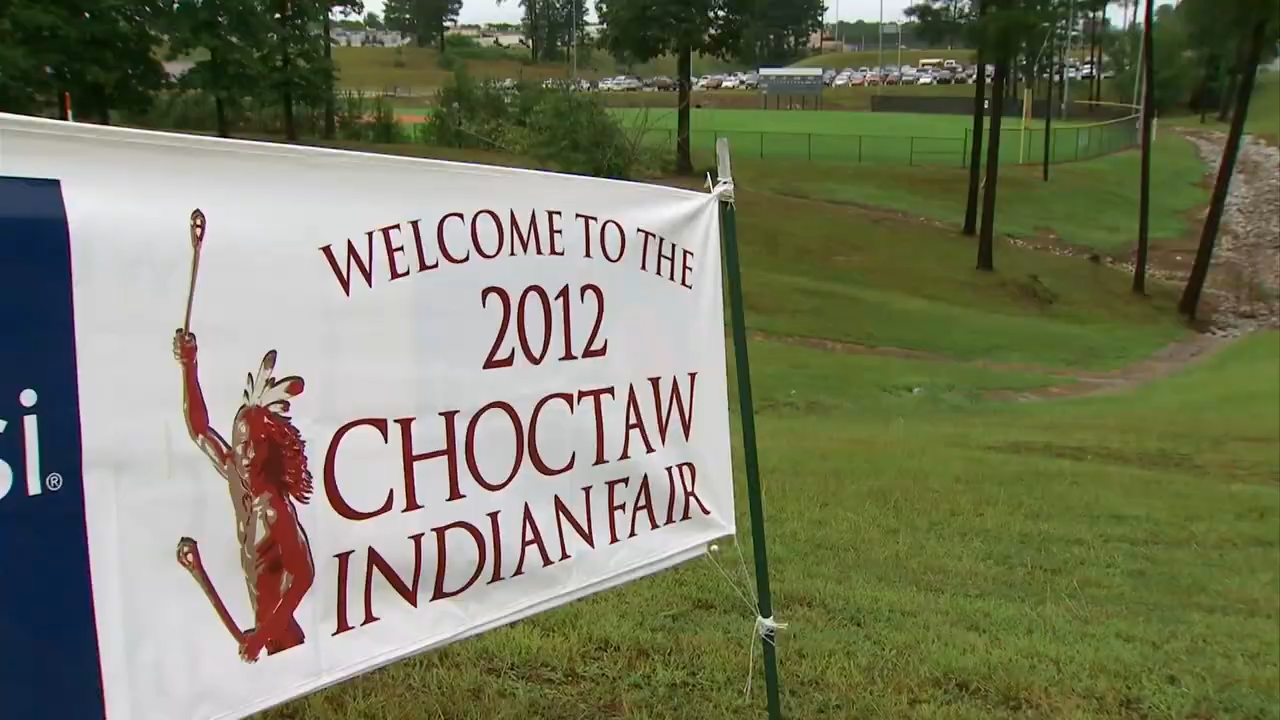 si®
WELCOME TO THE
2012
CHOCTAW
INDIAN FAIR